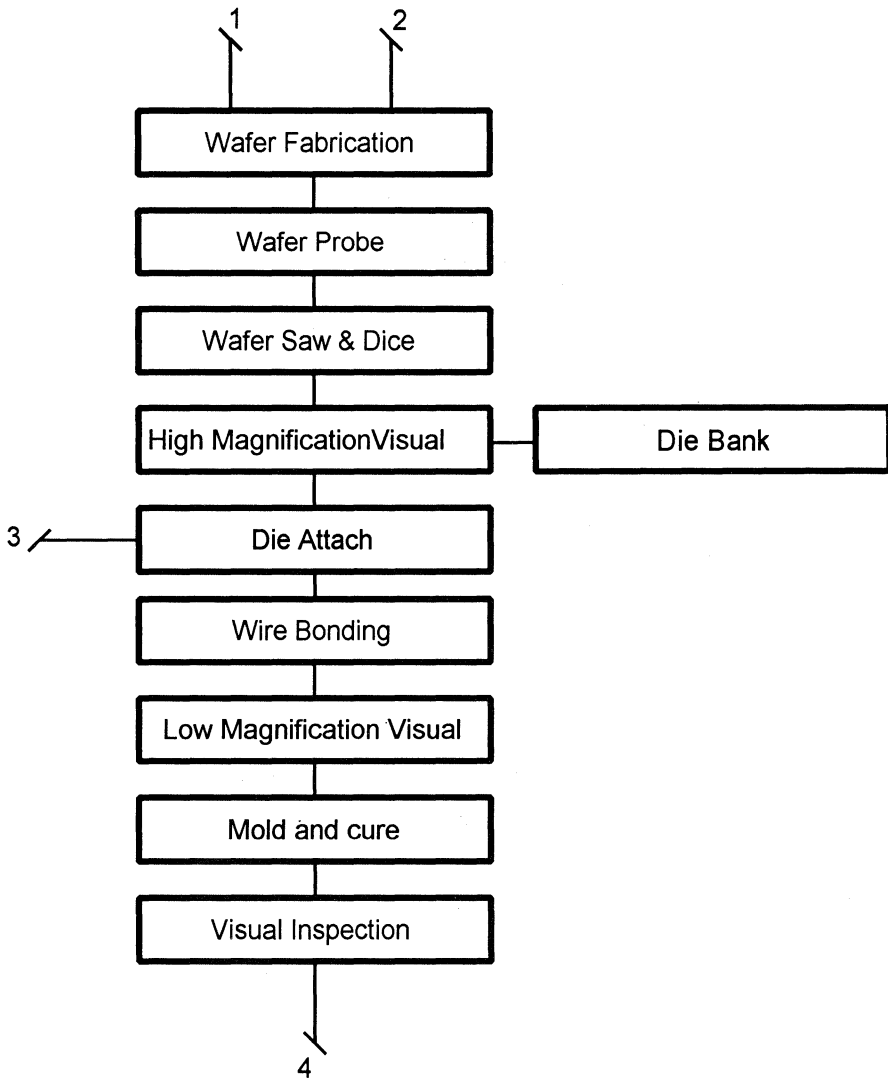 1
2
Wafer Fabrication
Wafer Probe
Wafer Saw & Dice
High MagnificationVisual
Die Bank
3
Die Attach
Wire Bonding
Low Magnification Visual
Mold and cure
Visual Inspection
4